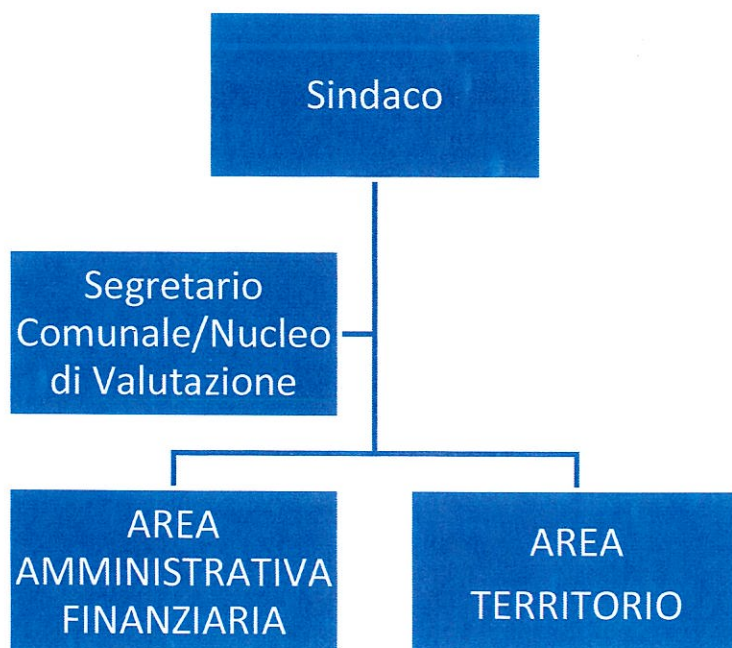 Sindaco
Segretario
Comunale/Nucleo
di Valutazione
AREA
AMMINISTRATIVA
FINANZIARIA
AREA
TERRITORIO